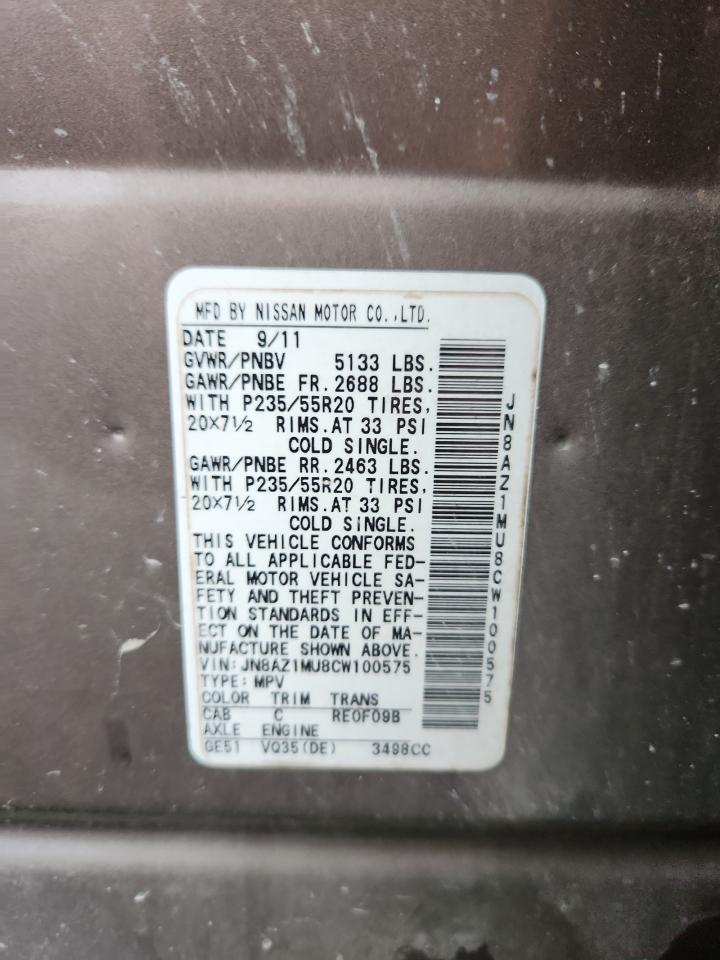 MFD BY NISSAN MOTOR CO.,LTD.
DATE 9/11
GVWR/PNBV 5133 LBS.
GAWR/PNBE FR. 2688 LBS.
WITH P235/55R20 TIRES,
20×7½ RIMS.AT 33 PSI
COLD SINGLE.
GAWR/PNBE RR. 2463 LBS.
WITH P235/55R20 TIRES,
20×7½ RIMS.AT 33 PSI
COLD SINGLE.
THIS VEHICLE CONFORMS
TO ALL APPLICABLE FED-
ERAL MOTOR VEHICLE SA-
FETY AND THEFT PREVEN-
TION STANDARDS IN EFF-
ECT ON THE DATE OF MA-
NUFACTURE SHOWN ABOVE.
VIN:JN8AZ1MU8CW100575
TYPE: MPV
COLOR TRIM TRANS
CAB C RE0F09B
AXLE ENGINE
GE51 VQ35(DE) 3498CC
JN8AZ1MU8CW100575